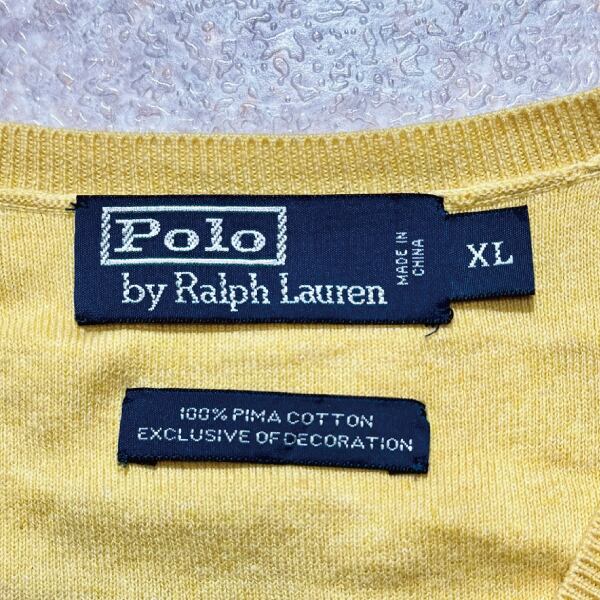 Polo
by Ralph Lauren
MADE IN
CHINA
XL
100% PIMA COTTON
EXCLUSIVE OF DECORATION